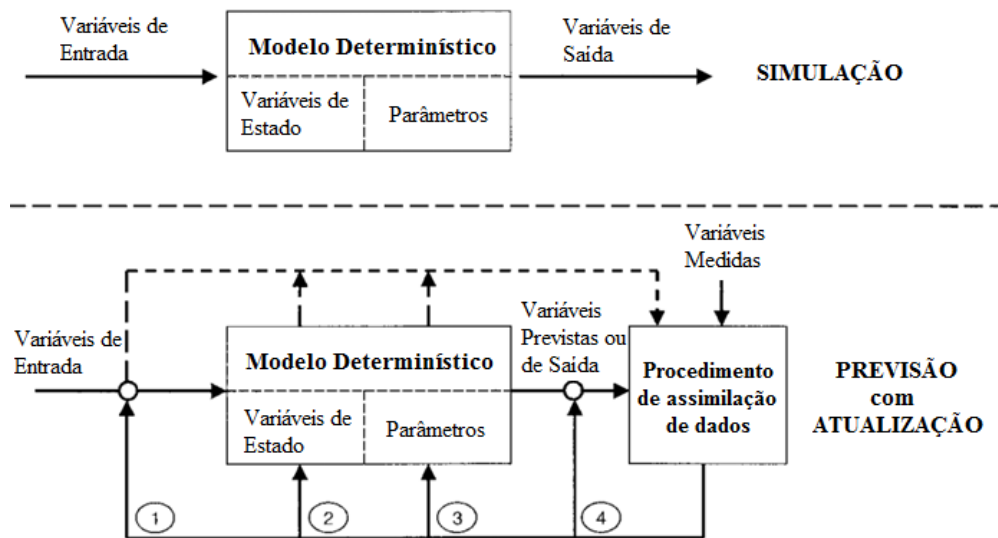 Variáveis de
Entrada
Modelo Determinístico
Variáveis de
Estado
Parâmetros
Variáveis de
Saída
SIMULAÇÃO
Variáveis
Medidas
Variáveis de
Entrada
Modelo Determinístico
Variáveis de
Estado
Parâmetros
Variáveis
Previstas ou
de Saída
Procedimento
de assimilação
de dados
PREVISÃO
com
ATUALIZAÇÃO
1
2
3
4